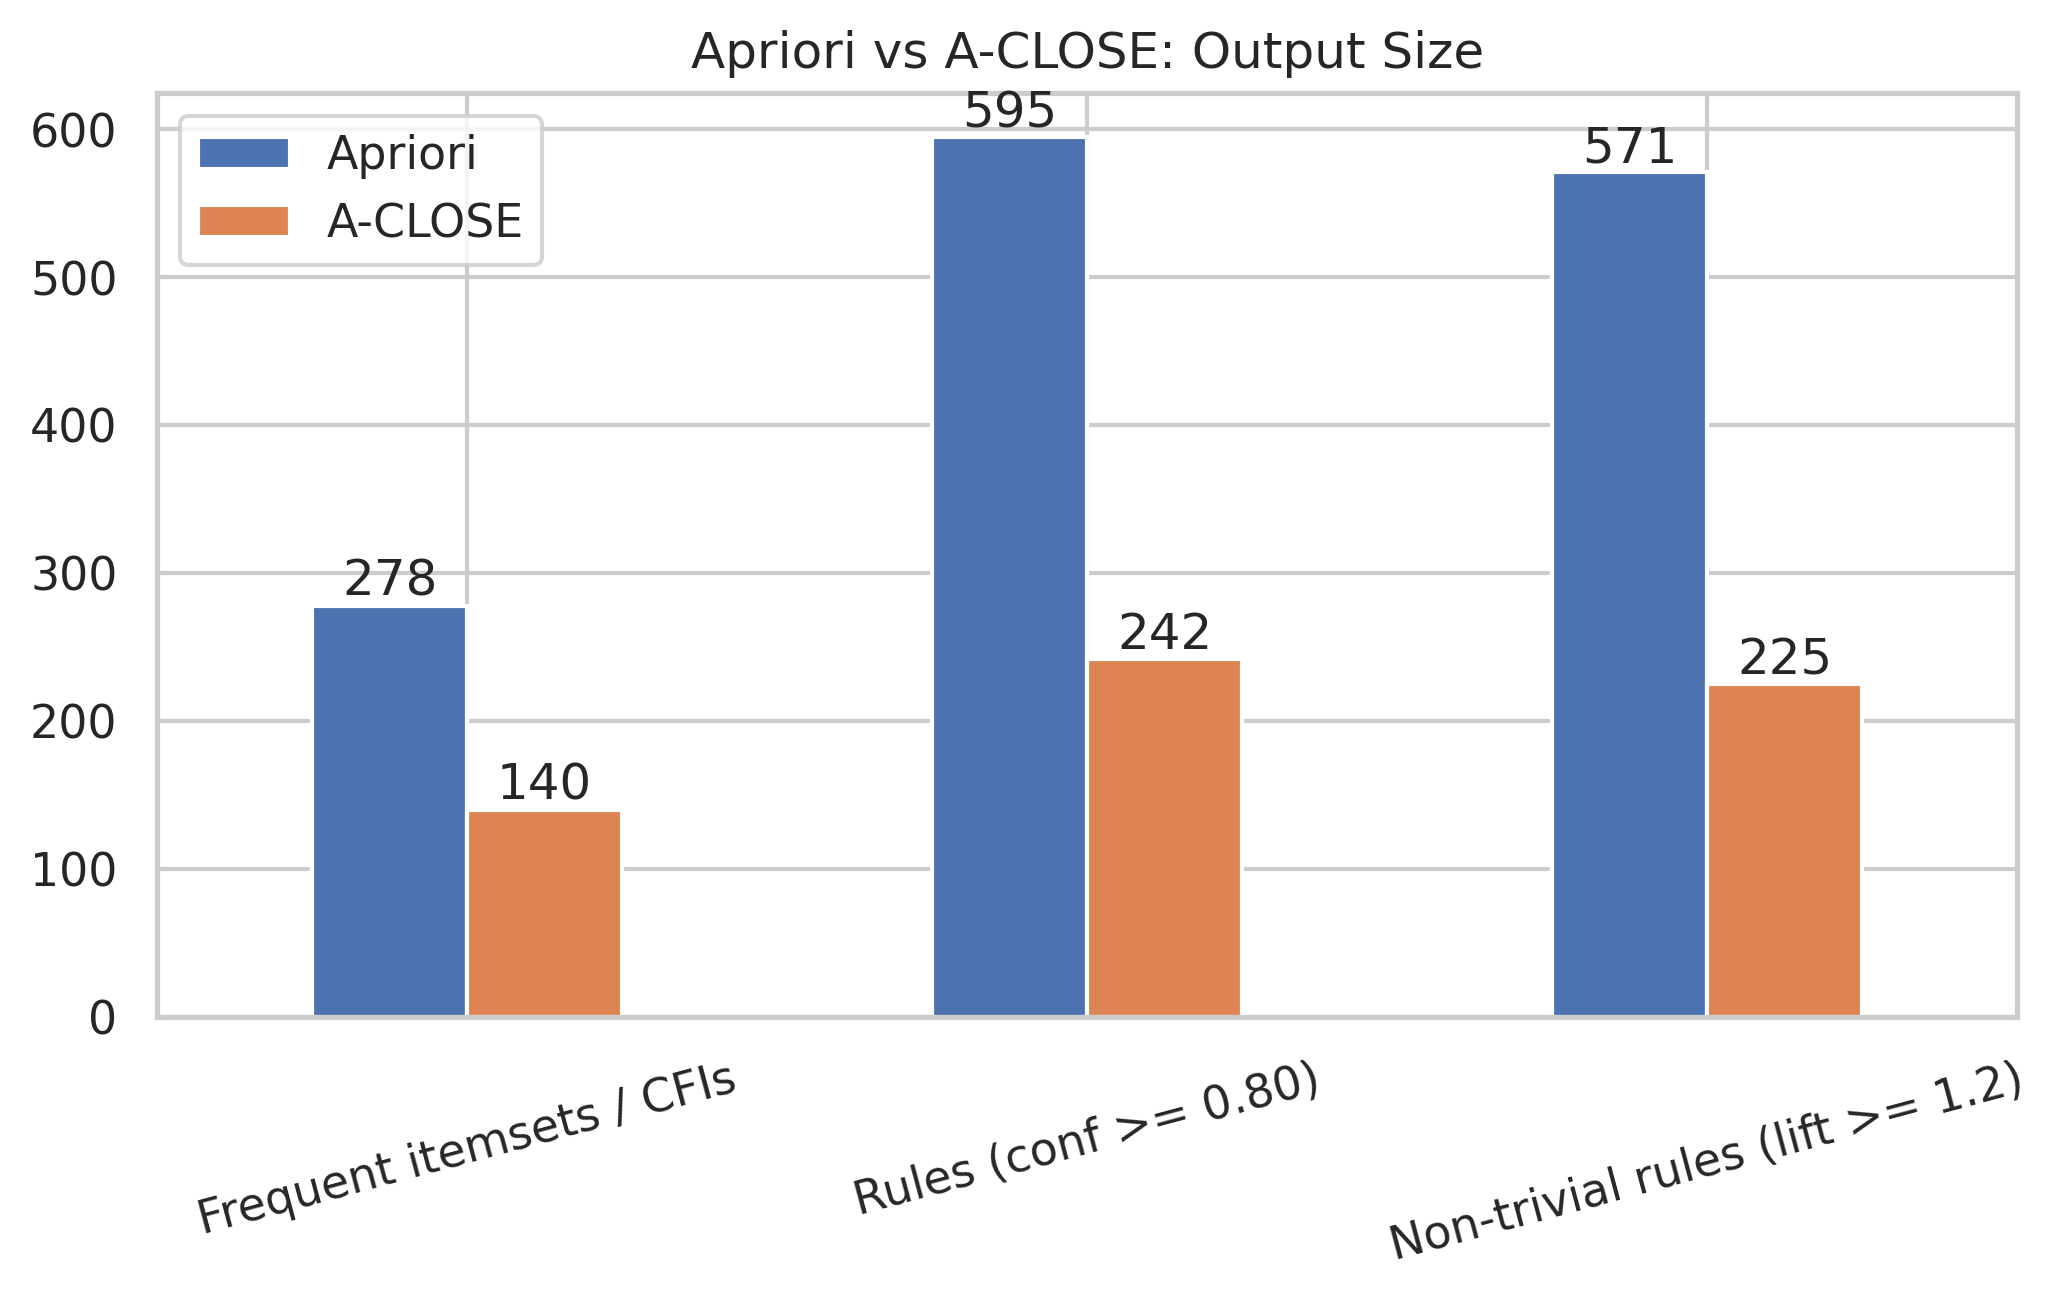 Apriori vs A-CLOSE: Output Size
Apriori
A-CLOSE
600
500
400
300
200
100
0
278
140
595
242
571
225
Frequent itemsets / CFIs
Rules (conf >= 0.80)
Non-trivial rules (lift >= 1.2)